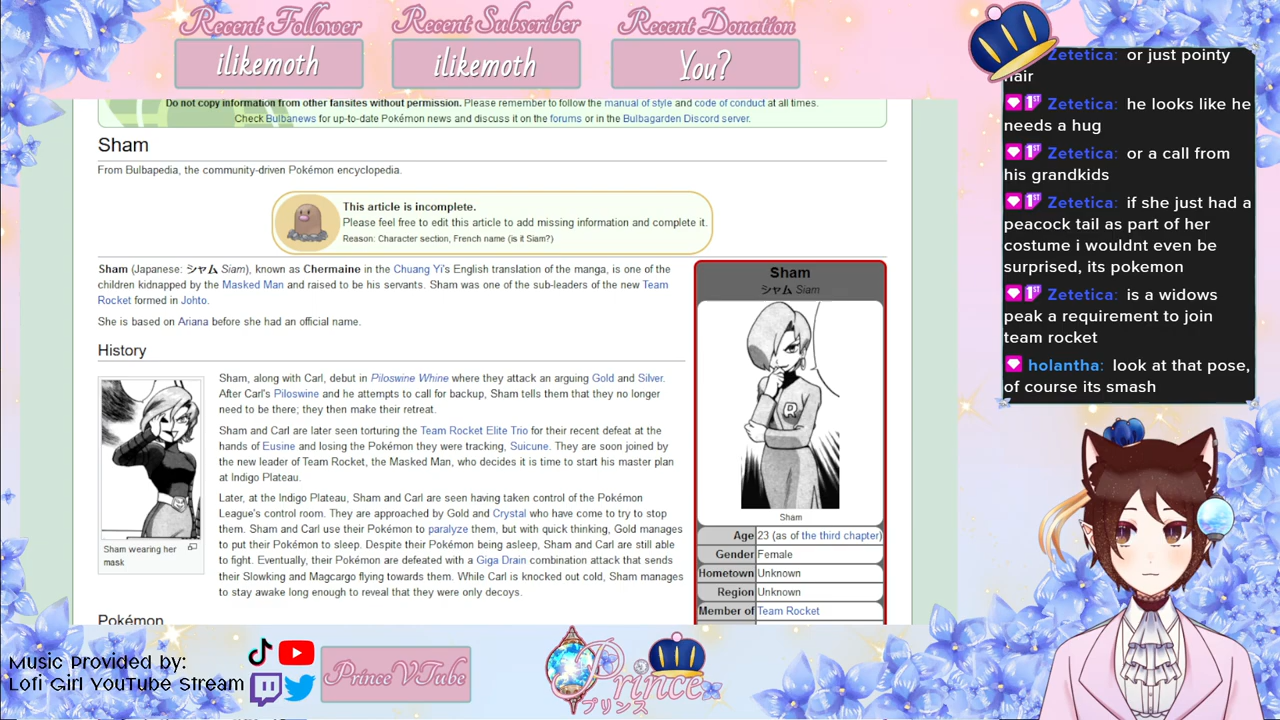 Recent Follower
ilikemoth
Recent Subscriber
ilikemoth
Recent Donation
You?
Do not copy information from other fansites without permission. Please remember to follow the manual of style and code of conduct at all times.
Check Bulbanews for up-to-date Pokémon news and discuss it on the forums or in the Bulbagarden Discord server.
Sham
From Bulbapedia, the community-driven Pokémon encyclopedia.
This article is incomplete.
Please feel free to edit this article to add missing information and complete it.
Reason: Character section, French name (is it Siam?)
Sham (Japanese: シャム Siam), known as Chermaine in the Chuang Yi's English translation of the manga, is one of the
children kidnapped by the Masked Man and raised to be his servants. Sham was one of the sub-leaders of the new Team
Rocket formed in Johto.
She is based on Ariana before she had an official name.
History
Sham, along with Carl, debut in Piloswine Whine where they attack an arguing Gold and Silver.
After Carl's Piloswine and he attempts to call for backup, Sham tells them that they no longer
need to be there; they then make their retreat.
Sham and Carl are later seen torturing the Team Rocket Elite Trio for their recent defeat at the
hands of Eusine and losing the Pokémon they were tracking, Suicune. They are soon joined by
the new leader of Team Rocket, the Masked Man, who decides it is time to start his master plan
at Indigo Plateau.
Later, at the Indigo Plateau, Sham and Carl are seen having taken control of the Pokémon
League's control room. They are approached by Gold and Crystal who have come to try to stop
them. Sham and Carl use their Pokémon to paralyze them, but with quick thinking, Gold manages
to put their Pokémon to sleep. Despite their Pokémon being asleep, Sham and Carl are still able
to fight. Eventually, their Pokémon are defeated with a Giga Drain combination attack that sends
their Slowking and Magcargo flying towards them. While Carl is knocked out cold, Sham manages
to stay awake long enough to reveal that they were only decoys.
Sham wearing her
mask
Pokémon
Sham
シャム Siam
R
Sham
Age 23 (as of the third chapter)
Gender Female
Hometown Unknown
Region Unknown
Member of Team Rocket
Zetetica: or just pointy
hair
1ST Zetetica: he looks like he
needs a hug
1ST Zetetica: or a call from
his grandkids
1ST Zetetica: if she just had a
peacock tail as part of her
costume i wouldnt even be
surprised, its pokemon
1ST Zetetica: is a widows
peak a requirement to join
team rocket
holantha: look at that pose,
of course its smash
Music Provided by:
Lofi Girl YouTube Stream
Prince VTube
Prince
プリンス